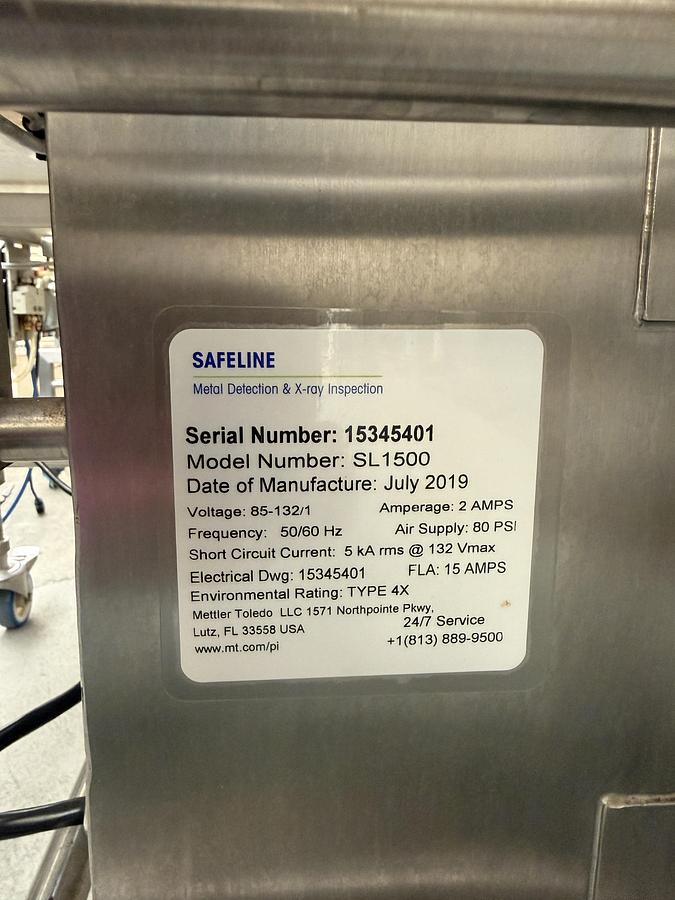 SAFELINE
Metal Detection & X-ray Inspection
Serial Number: 15345401
Model Number: SL1500
Date of Manufacture: July 2019
Voltage: 85-132/1 Amperage: 2 AMPS
Frequency: 50/60 Hz Air Supply: 80 PSI
Short Circuit Current: 5 kA rms @ 132 Vmax
Electrical Dwg: 15345401 FLA: 15 AMPS
Environmental Rating: TYPE 4X
Mettler Toledo LLC 1571 Northpointe Pkwy,
Lutz, FL 33558 USA 24/7 Service
www.mt.com/pi +1(813) 889-9500